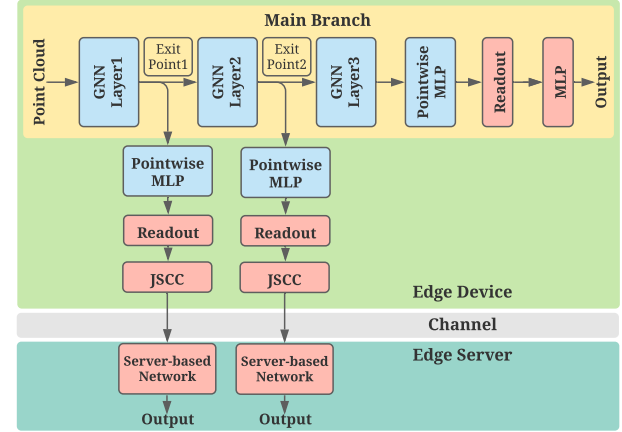 Main Branch
Point Cloud
GNN
Layer1
Exit
Point1
GNN
Layer2
Exit
Point2
GNN
Layer3
Pointwise
MLP
Readout
MLP
Output
Pointwise
MLP
Pointwise
MLP
Readout
Readout
JSCC
JSCC
Edge Device
Channel
Edge Server
Server-based
Network
Server-based
Network
Output
Output